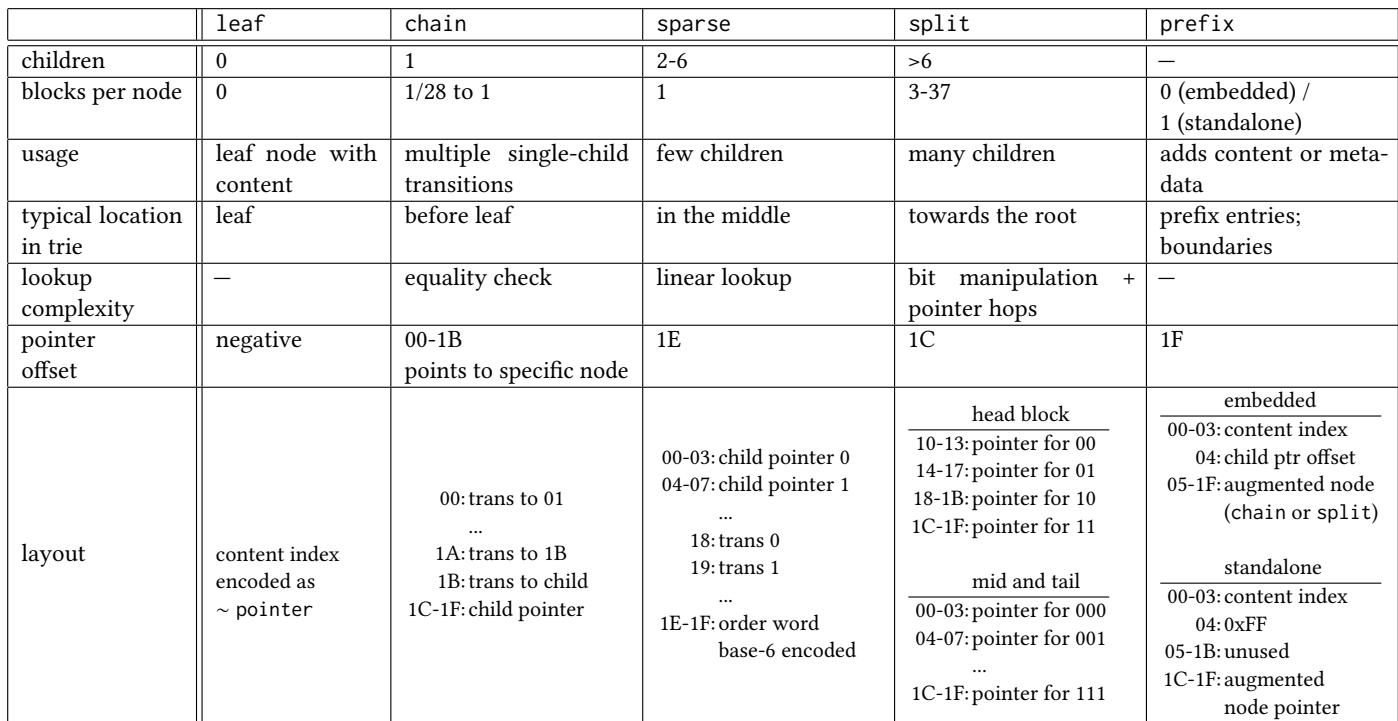 leaf chain sparse split prefix
children 0 1 2-6 >6 —
blocks per node 0 1/28 to 1 1 3-37 0 (embedded) /
1 (standalone)
usage leaf node with multiple single-child few children many children adds content or meta-
content transitions data
typical location leaf before leaf in the middle towards the root prefix entries;
in trie boundaries
lookup — equality check linear lookup bit manipulation + —
complexity pointer hops
pointer negative 00-1B 1E 1C 1F
offset points to specific node
layout
content index
encoded as
~ pointer
00: trans to 01
...
1A: trans to 1B
1B: trans to child
1C-1F: child pointer
00-03: child pointer 0
04-07: child pointer 1
...
18: trans 0
19: trans 1
...
1E-1F: order word
base-6 encoded
head block
10-13: pointer for 00
14-17: pointer for 01
18-1B: pointer for 10
1C-1F: pointer for 11
mid and tail
00-03: pointer for 000
04-07: pointer for 001
...
1C-1F: pointer for 111
embedded
00-03: content index
04: child ptr offset
05-1F: augmented node
(chain or split)
standalone
00-03: content index
04: 0xFF
05-1B: unused
1C-1F: augmented
node pointer